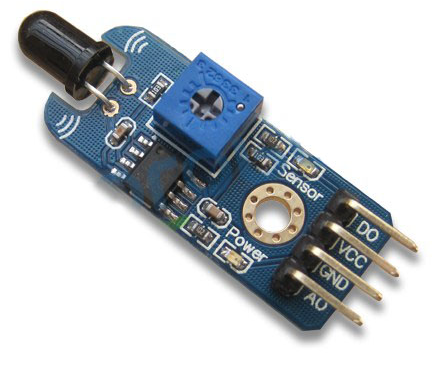 Sensor
Power
DO
VCC
GND
AO